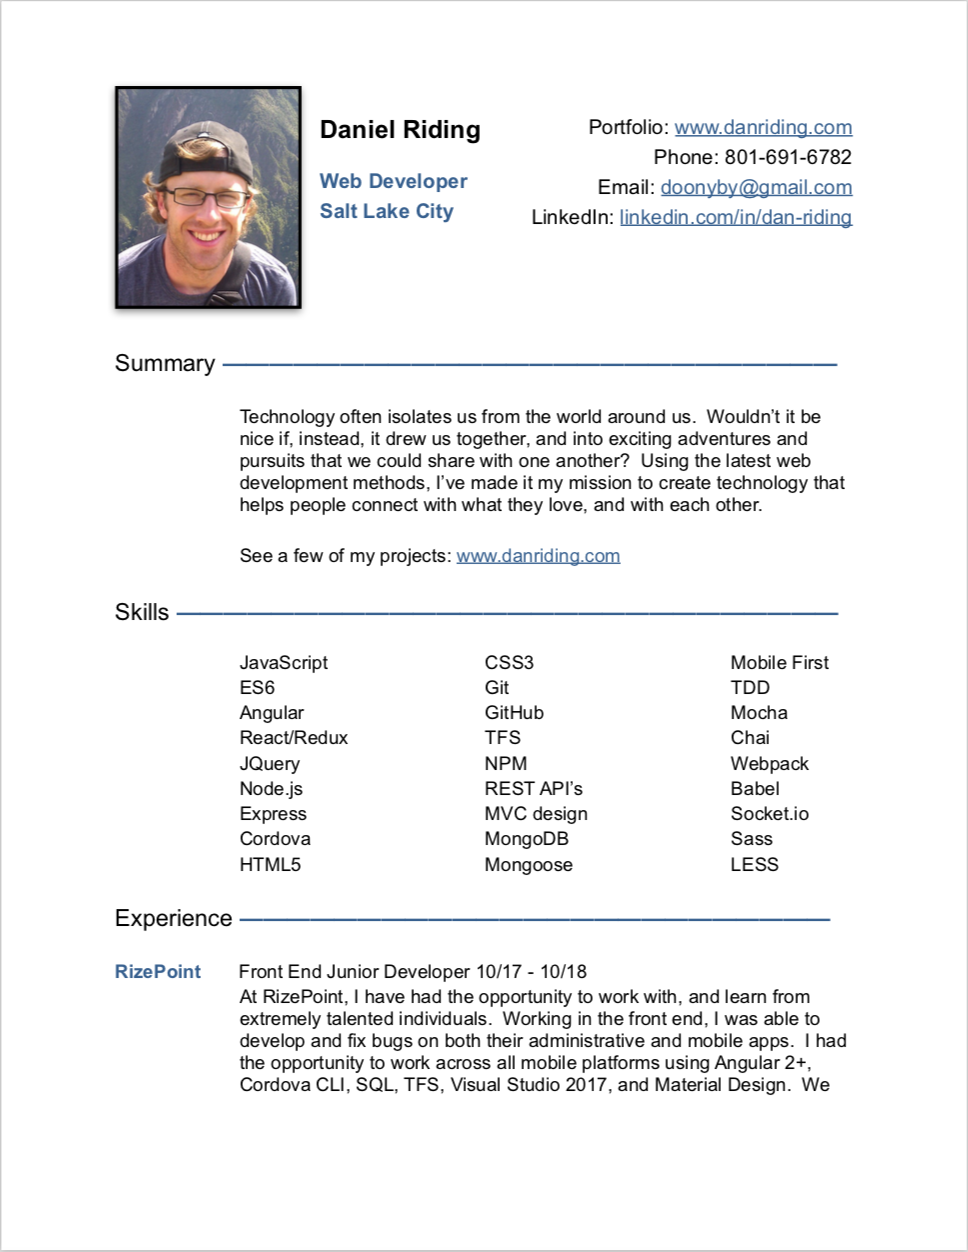 Daniel Riding
Web Developer
Salt Lake City
Portfolio: www.danriding.com
Phone: 801-691-6782
Email: doonyby@gmail.com
LinkedIn: linkedin.com/in/dan-riding
Summary
Technology often isolates us from the world around us.  Wouldn’t it be
nice if, instead, it drew us together, and into exciting adventures and
pursuits that we could share with one another?  Using the latest web
development methods, I’ve made it my mission to create technology that
helps people connect with what they love, and with each other.
See a few of my projects: www.danriding.com
Skills
JavaScript
ES6
Angular
React/Redux
JQuery
Node.js
Express
Cordova
HTML5
CSS3
Git
GitHub
TFS
NPM
REST API’s
MVC design
MongoDB
Mongoose
Mobile First
TDD
Mocha
Chai
Webpack
Babel
Socket.io
Sass
LESS
Experience
RizePoint Front End Junior Developer 10/17 - 10/18
At RizePoint, I have had the opportunity to work with, and learn from
extremely talented individuals.  Working in the front end, I was able to
develop and fix bugs on both their administrative and mobile apps.  I had
the opportunity to work across all mobile platforms using Angular 2+,
Cordova CLI, SQL, TFS, Visual Studio 2017, and Material Design.  We